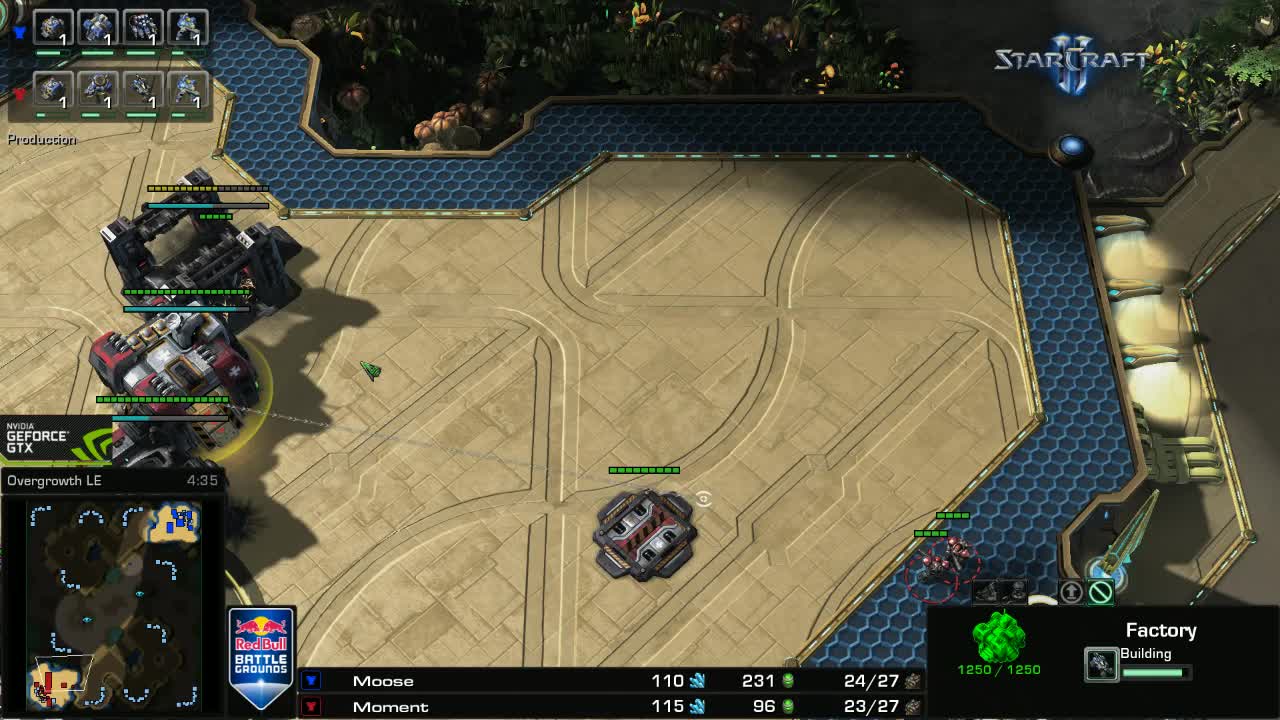 1 1 1 1
1 1 1 1
Production
STARCRAFT
II
NVIDIA
GEFORCE
GTX
Overgrowth LE 4:35
Red Bull
BATTLE
GROUNDS
Moose 110 231 24/27
Moment 115 96 23/27
1250 / 1250
Factory
Building